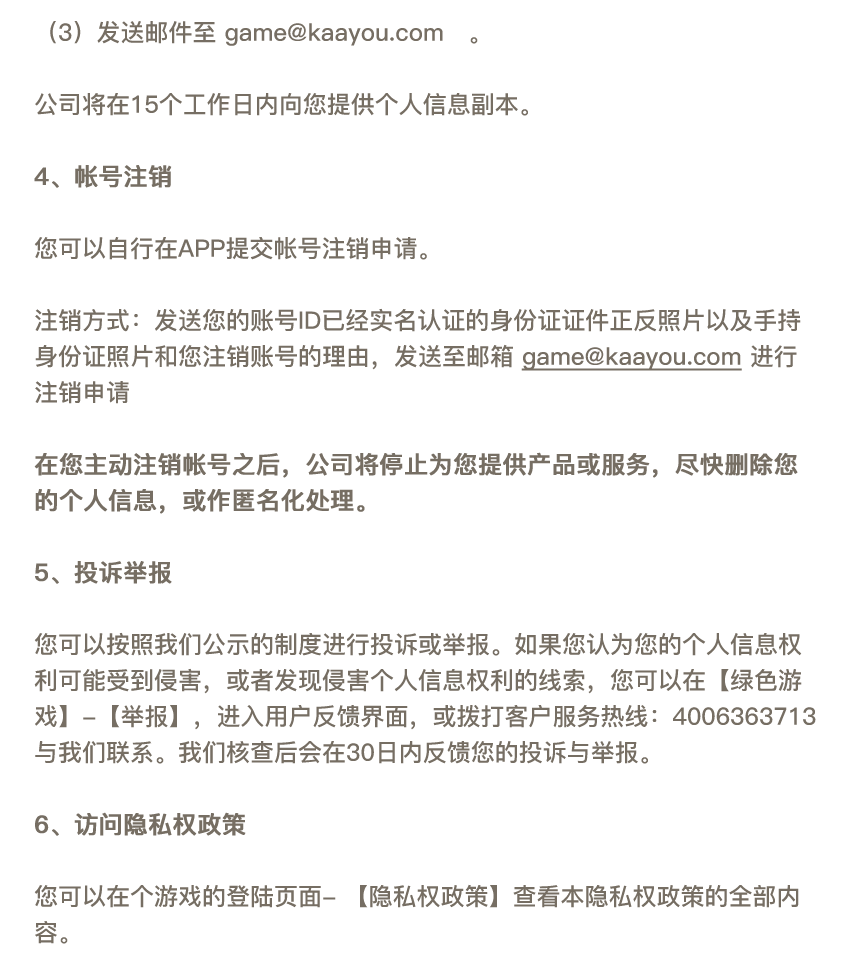 （3）发送邮件至 game@kaayou.com 。
公司将在15个工作日内向您提供个人信息副本。
4、帐号注销
您可以自行在APP提交帐号注销申请。
注销方式：发送您的账号ID已经实名认证的身份证证件正反照片以及手持
身份证照片和您注销账号的理由，发送至邮箱 game@kaayou.com 进行
注销申请
在您主动注销帐号之后，公司将停止为您提供产品或服务，尽快删除您
的个人信息，或作匿名化处理。
5、投诉举报
您可以按照我们公示的制度进行投诉或举报。如果您认为您的个人信息权
利可能受到侵害，或者发现侵害个人信息权利的线索，您可以在【绿色游
戏】–【举报】，进入用户反馈界面，或拨打客户服务热线：4006363713
与我们联系。我们核查后会在30日内反馈您的投诉与举报。
6、访问隐私权政策
您可以在个游戏的登陆页面– 【隐私权政策】查看本隐私权政策的全部内
容。